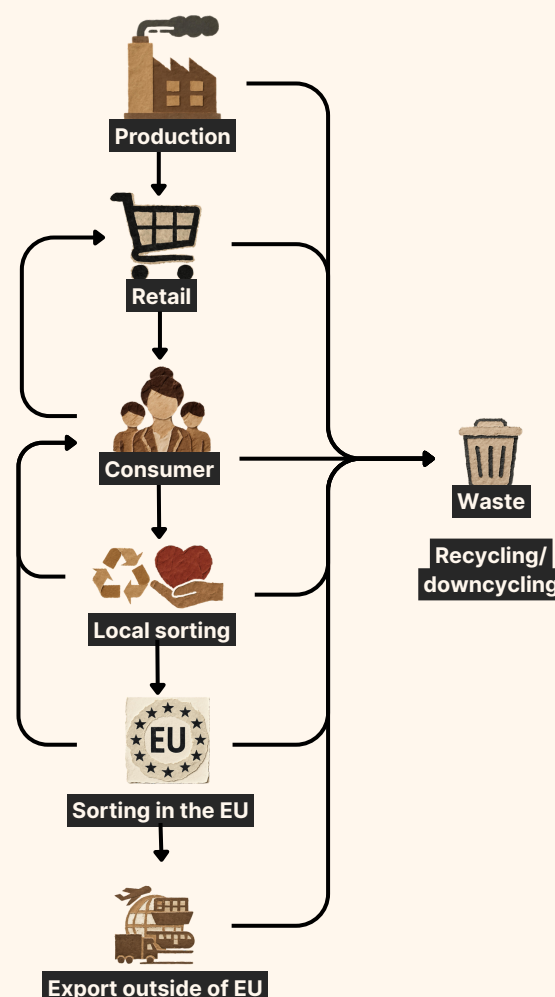 Production
Retail
Consumer
Waste
Recycling/
downcycling
Local sorting
EU
Sorting in the EU
Export outside of EU